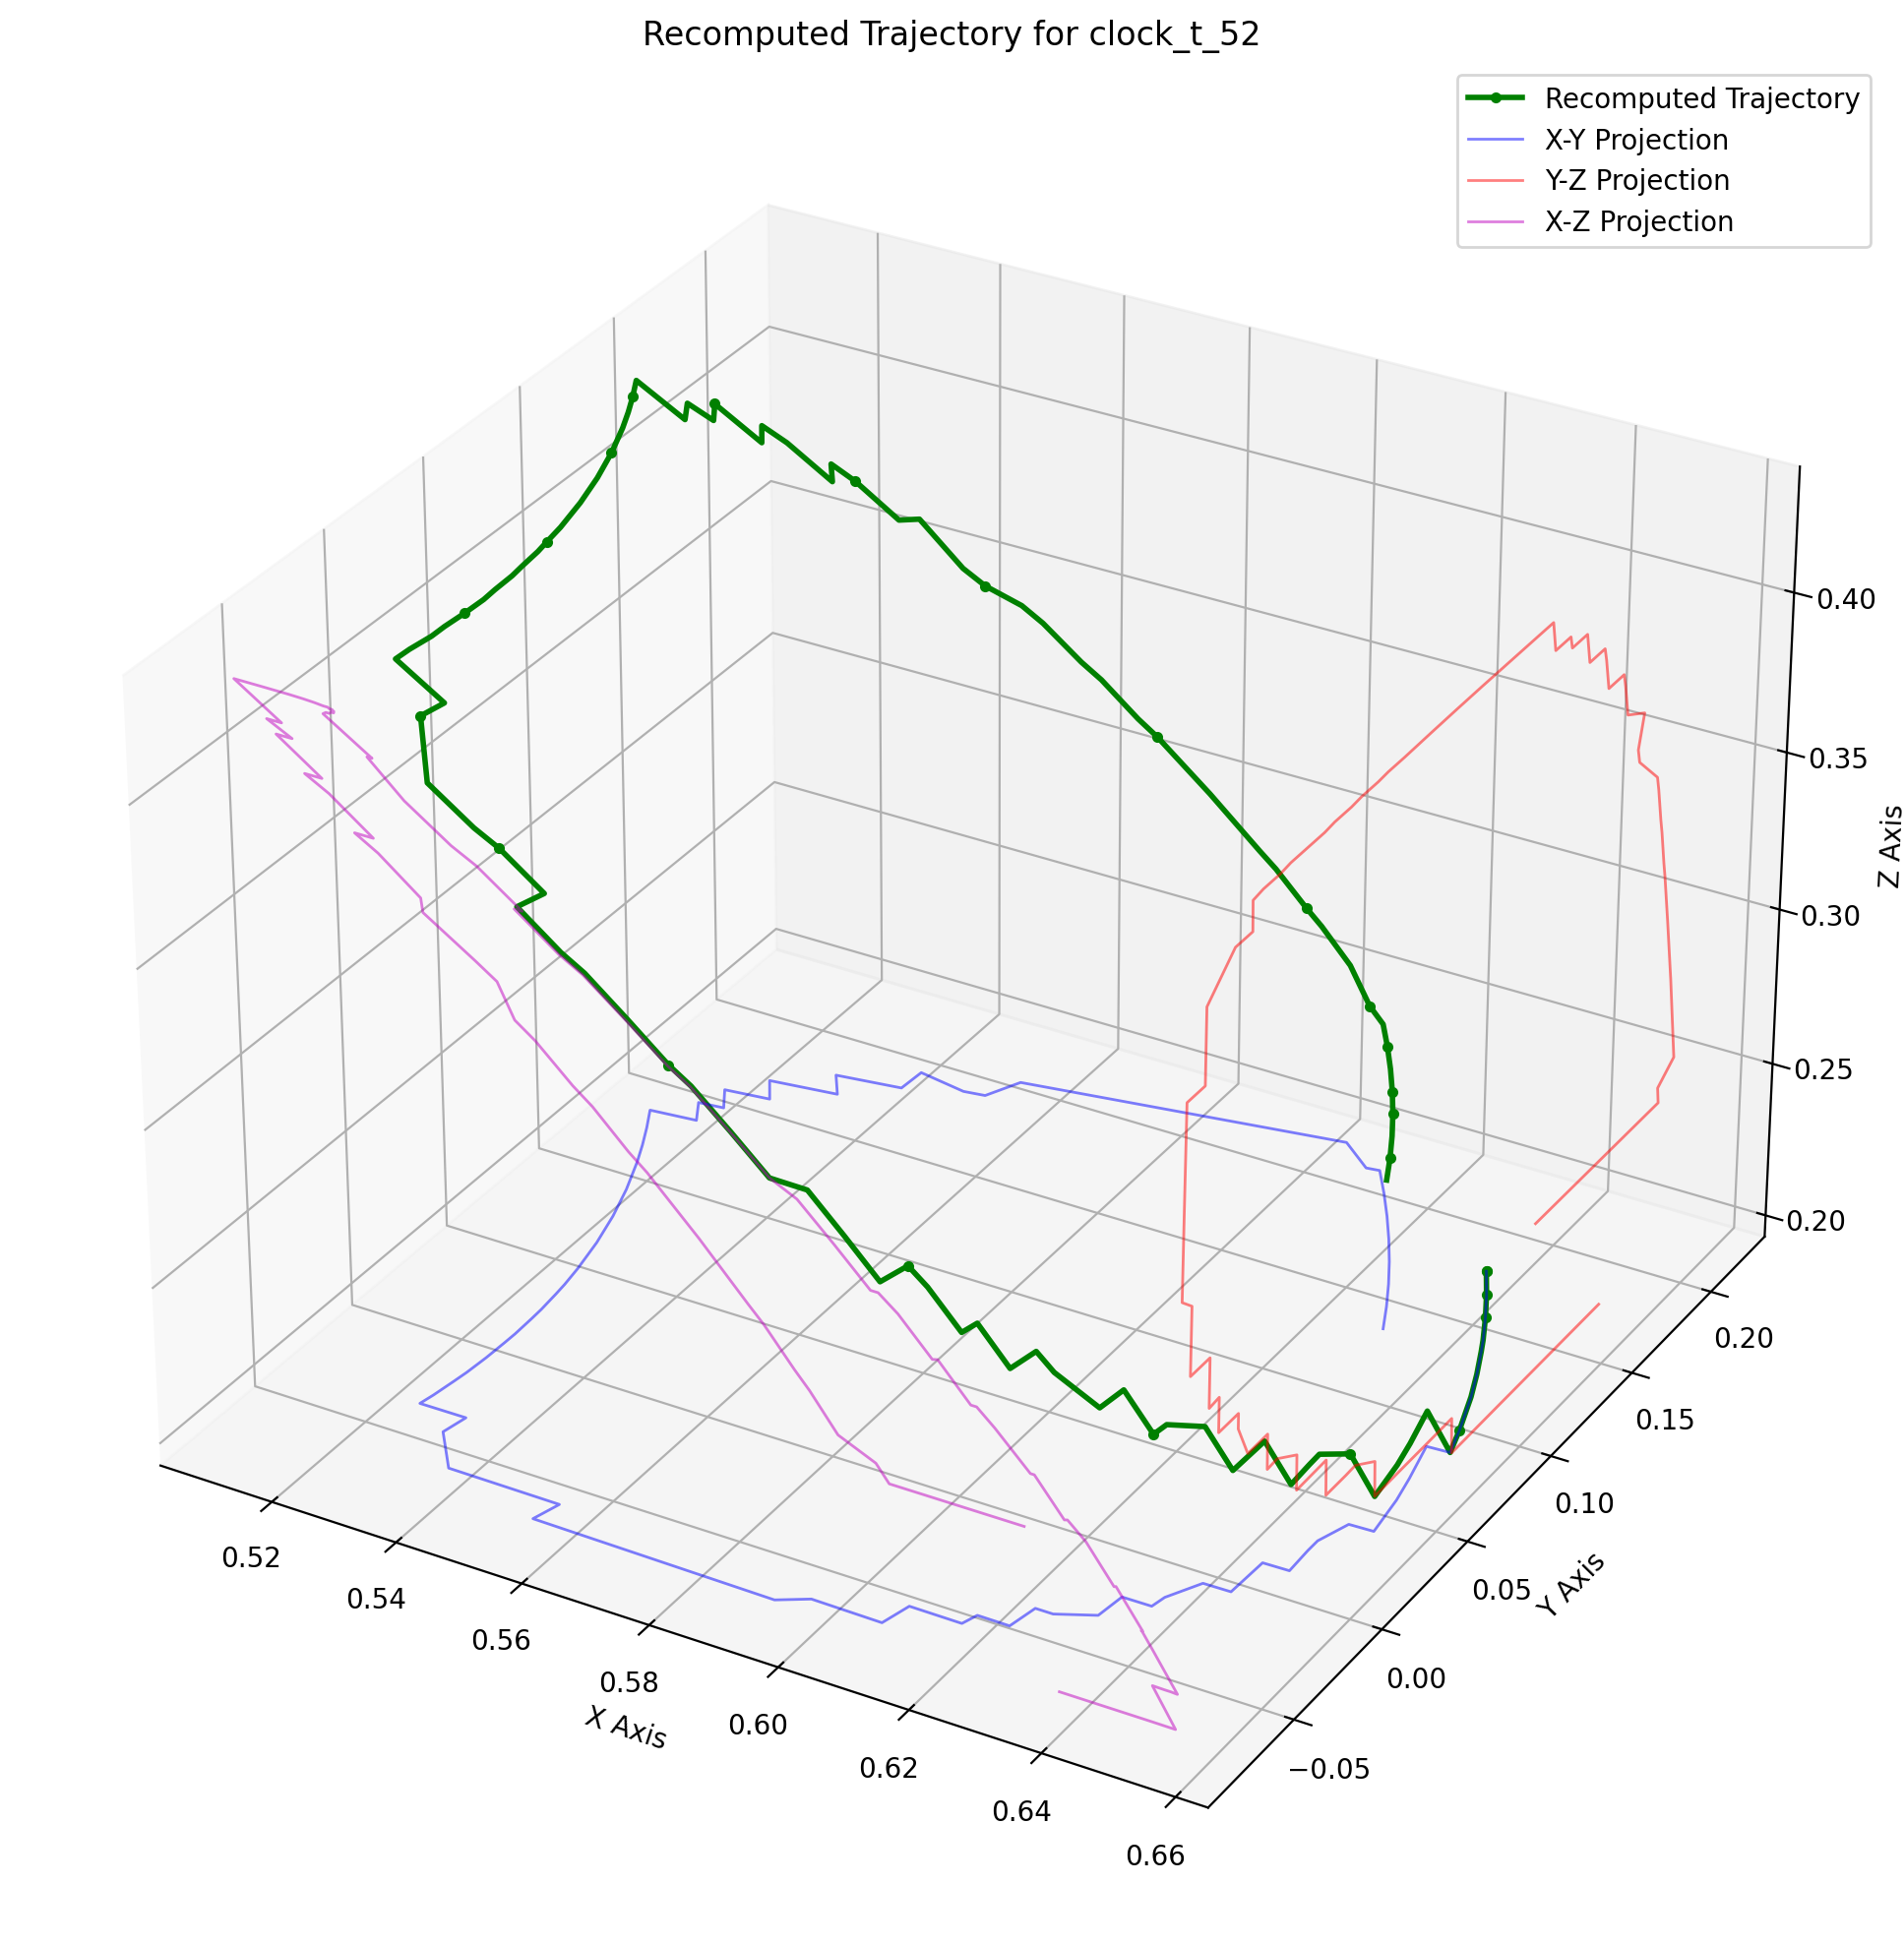 Recomputed Trajectory for clock_t_52
Recomputed Trajectory
X-Y Projection
Y-Z Projection
X-Z Projection
0.40
0.35
Z Axis
0.30
0.25
0.20
0.20
0.15
0.10
0.05
Y Axis
0.00
−0.05
0.52
0.54
0.56
0.58
X Axis
0.60
0.62
0.64
0.66